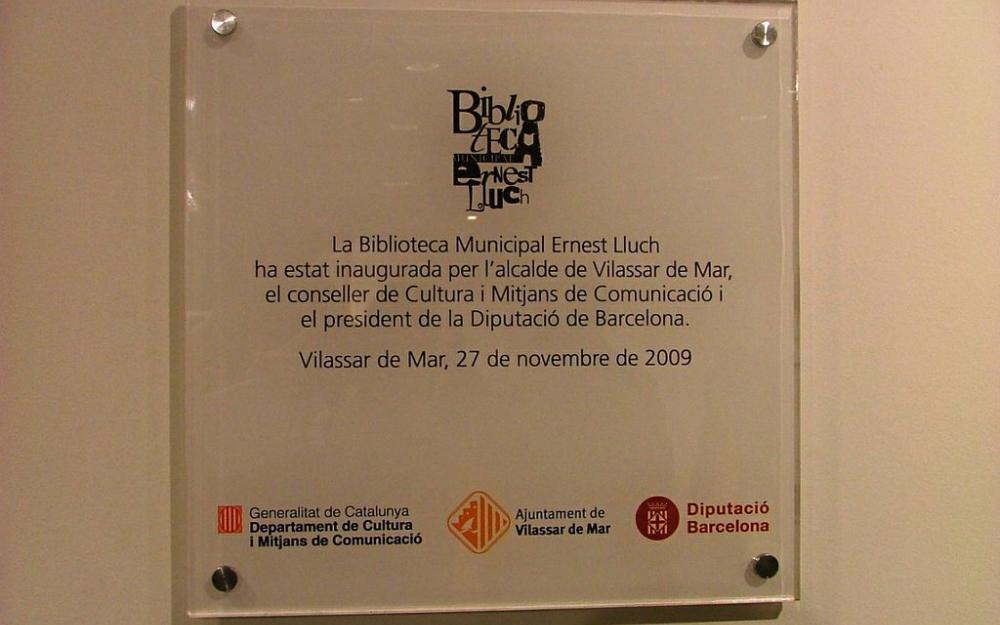 Biblio
teca
municipal
ernest
Lluch
La Biblioteca Municipal Ernest Lluch
ha estat inaugurada per l'alcalde de Vilassar de Mar,
el conseller de Cultura i Mitjans de Comunicació i
el president de la Diputació de Barcelona.
Vilassar de Mar, 27 de novembre de 2009
Generalitat de Catalunya
Departament de Cultura
i Mitjans de Comunicació
Ajuntament de
Vilassar de Mar
Diputació
Barcelona